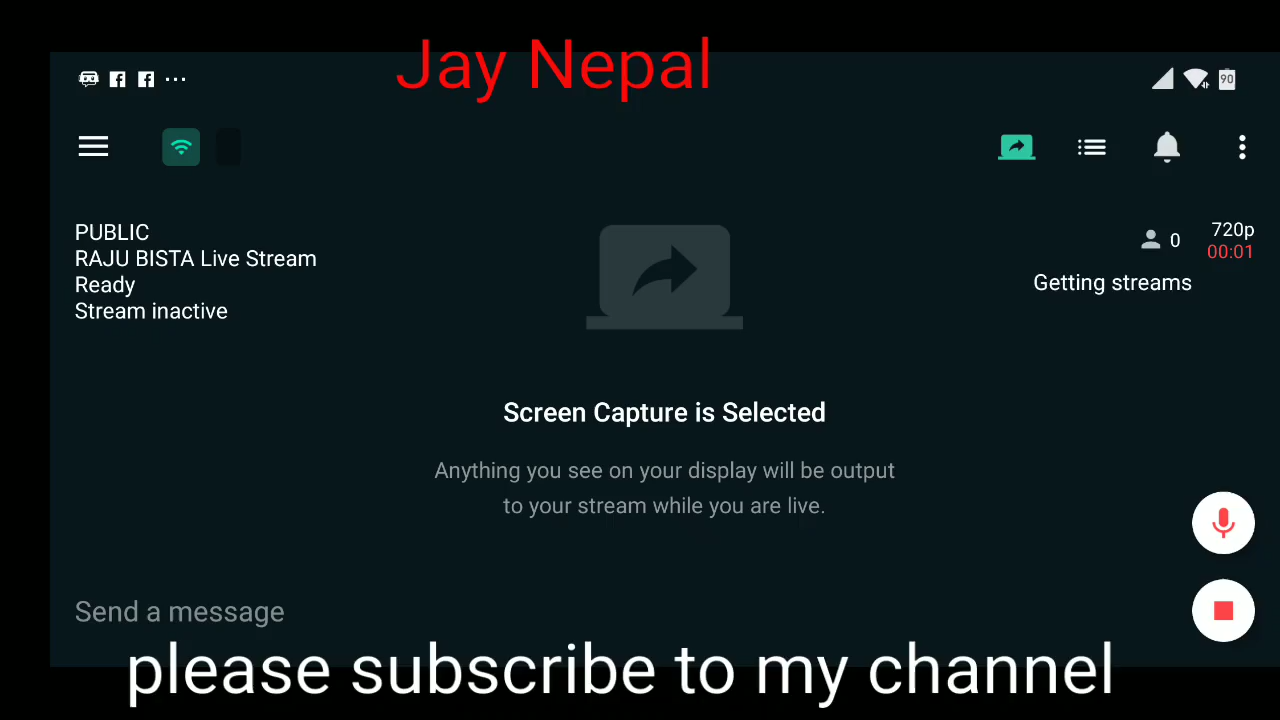 Jay Nepal
90
PUBLIC
RAJU BISTA Live Stream
Ready
Stream inactive
0
720p
00:01
Getting streams
Screen Capture is Selected
Anything you see on your display will be output
to your stream while you are live.
Send a message
please subscribe to my channel